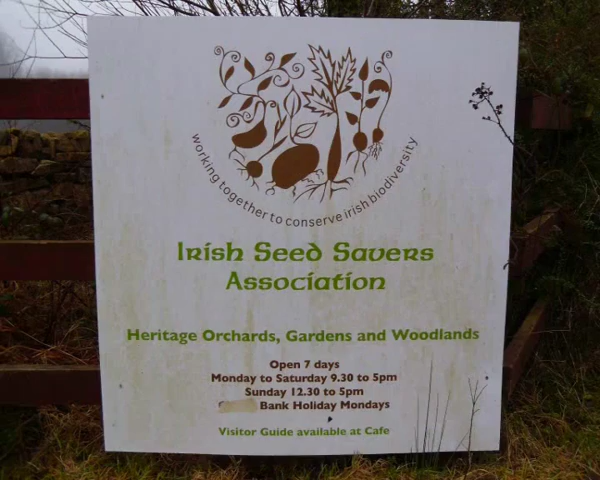 working together to conserve irish biodiversity
Irish Seed Savers
Association
Heritage Orchards, Gardens and Woodlands
Open 7 days
Monday to Saturday 9.30 to 5pm
Sunday 12.30 to 5pm
Bank Holiday Mondays
Visitor Guide available at Cafe